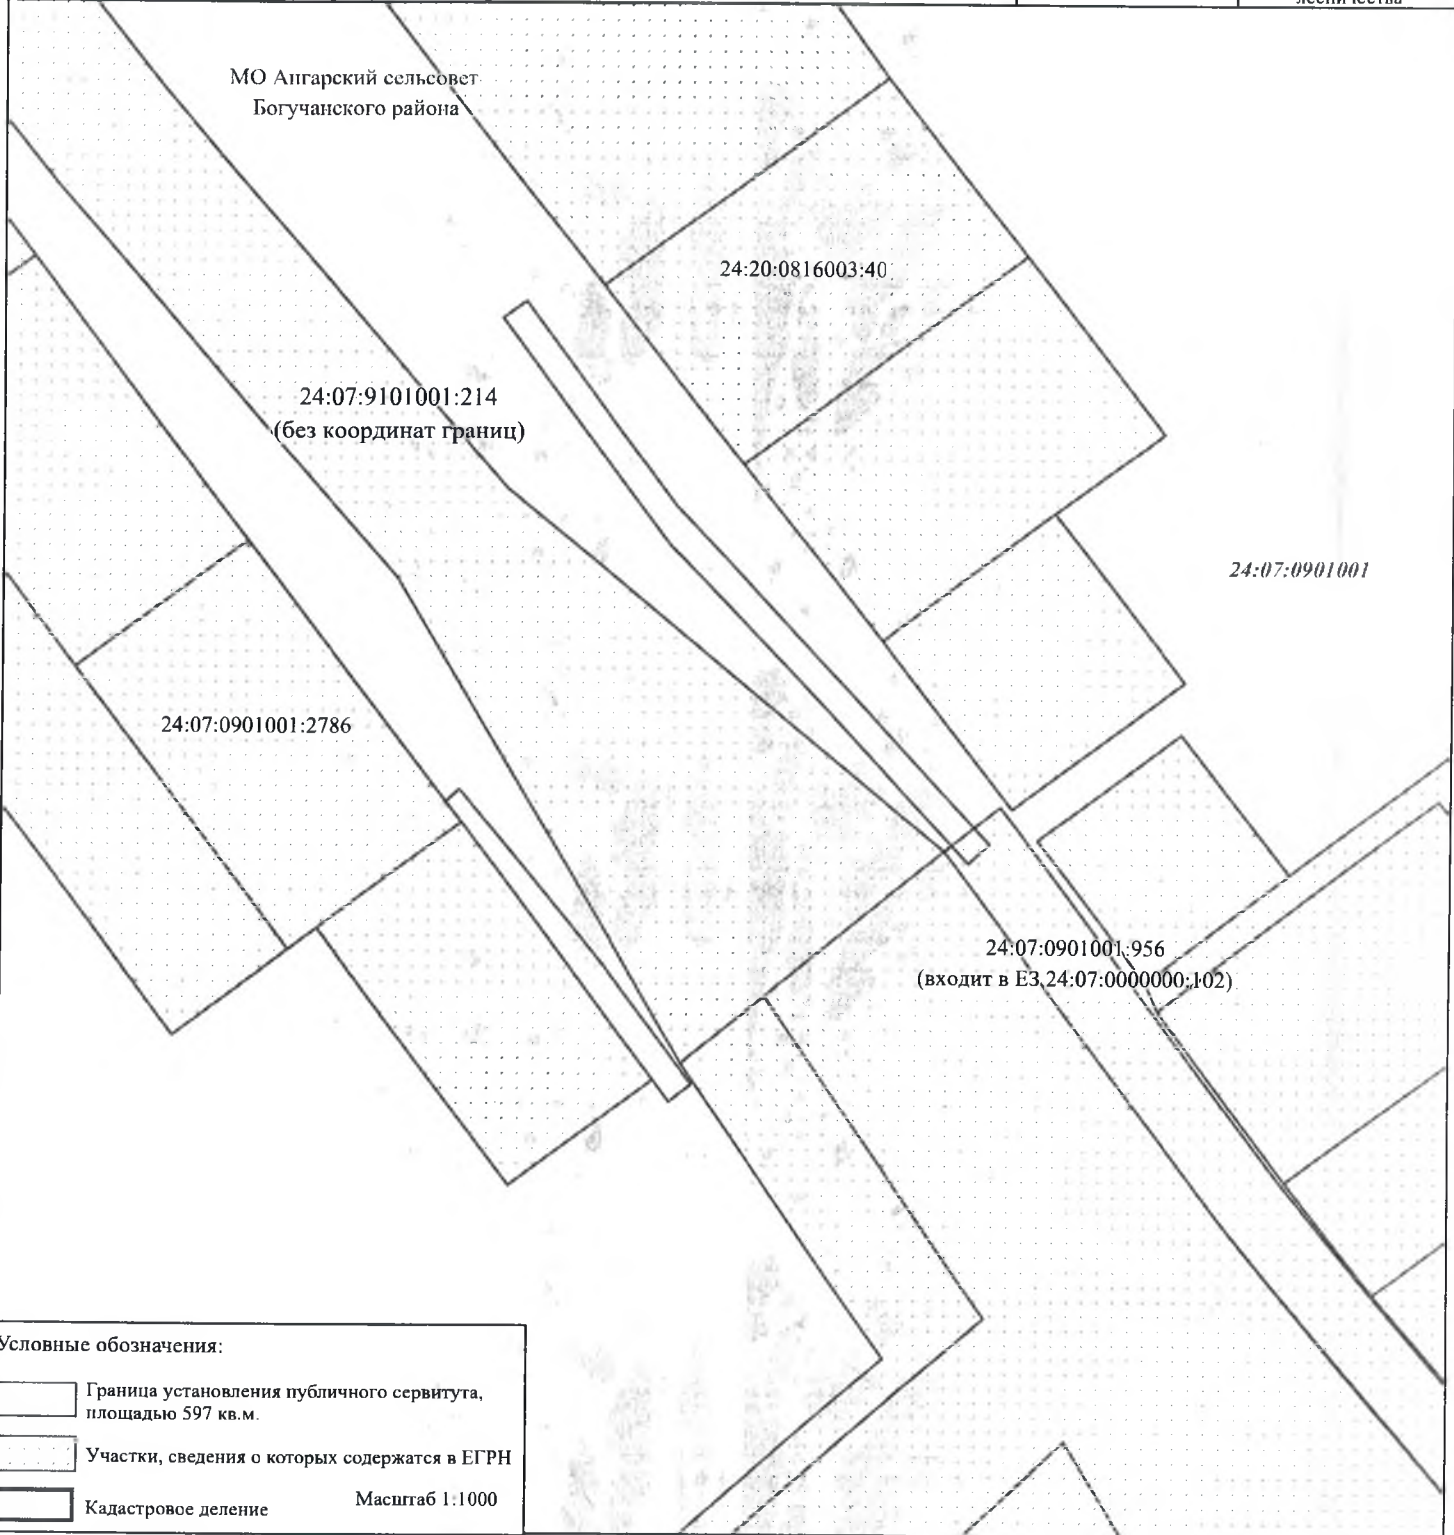 МО Ангарский сельсовет
Богучанского района
24:20:0816003:40
24:07:9101001:214
(без координат границ)
24:07:0901001
24:07:0901001:2786
24:07:0901001:956
(входит в ЕЗ 24:07:0000000:102)
Условные обозначения:
Граница установления публичного сервитута,
площадью 597 кв.м.
Участки, сведения о которых содержатся в ЕГРН
Кадастровое деление
Масштаб 1:1000